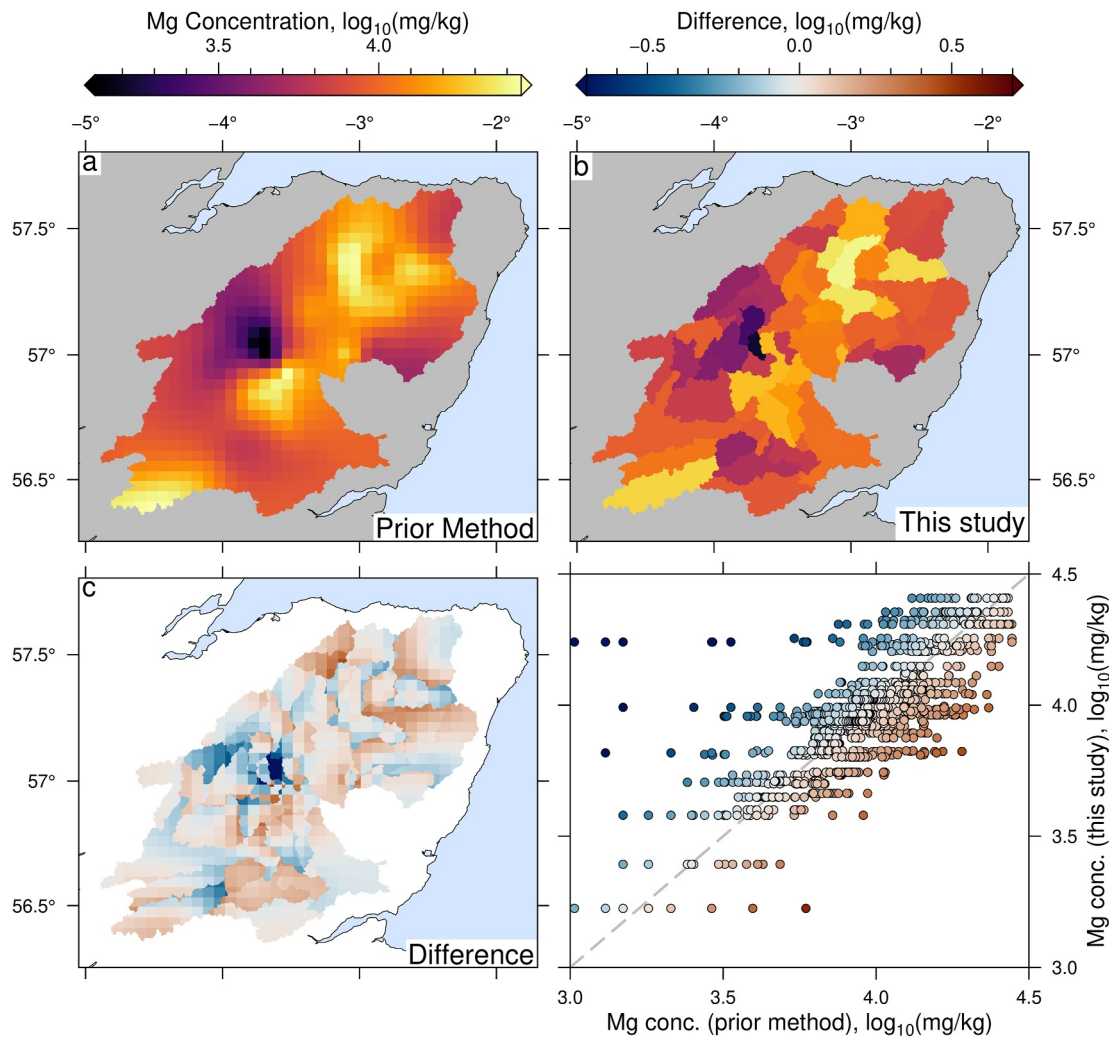 Mg Concentration, log₁₀(mg/kg)
3.5 4.0
Difference, log₁₀(mg/kg)
−0.5 0.0 0.5
−5° −4° −3° −2°
−5° −4° −3° −2°
a
57.5°
57°
56.5°
Prior Method
b
57.5°
57°
56.5°
This study
c
57.5°
57°
56.5°
Difference
4.5
4.0
3.5
3.0
Mg conc. (this study), log₁₀(mg/kg)
3.0 3.5 4.0 4.5
Mg conc. (prior method), log₁₀(mg/kg)